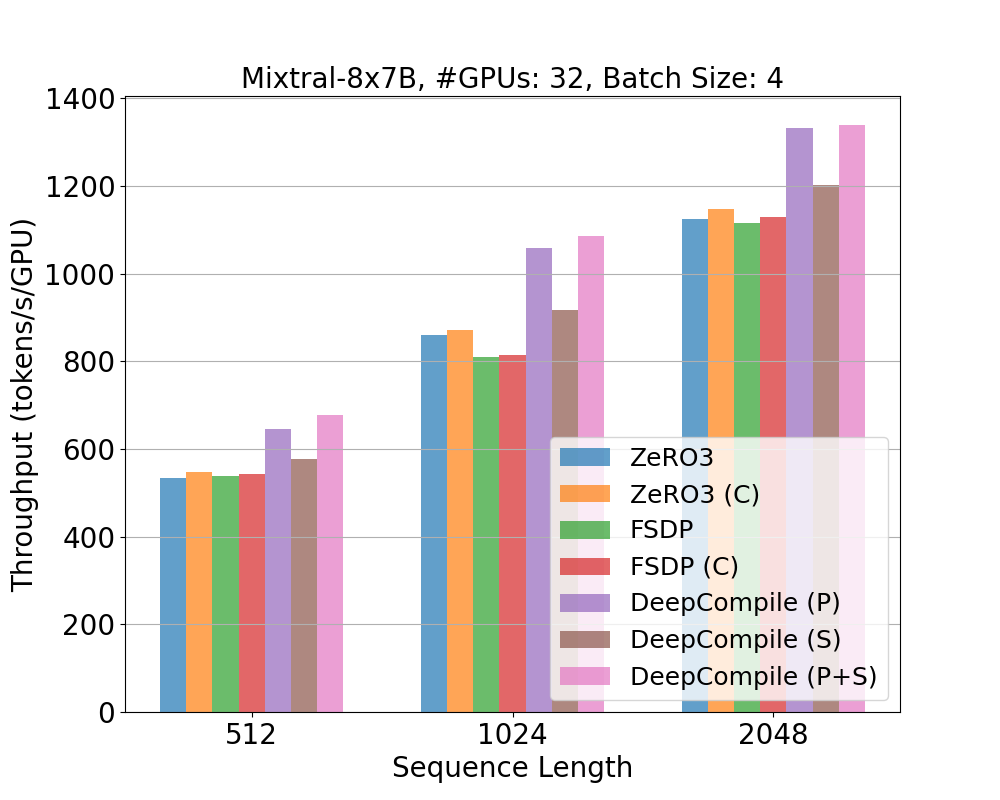 Mixtral-8x7B, #GPUs: 32, Batch Size: 4
Throughput (tokens/s/GPU)
1400
1200
1000
800
600
400
200
0
ZeRO3
ZeRO3 (C)
FSDP
FSDP (C)
DeepCompile (P)
DeepCompile (S)
DeepCompile (P+S)
512 1024 2048
Sequence Length